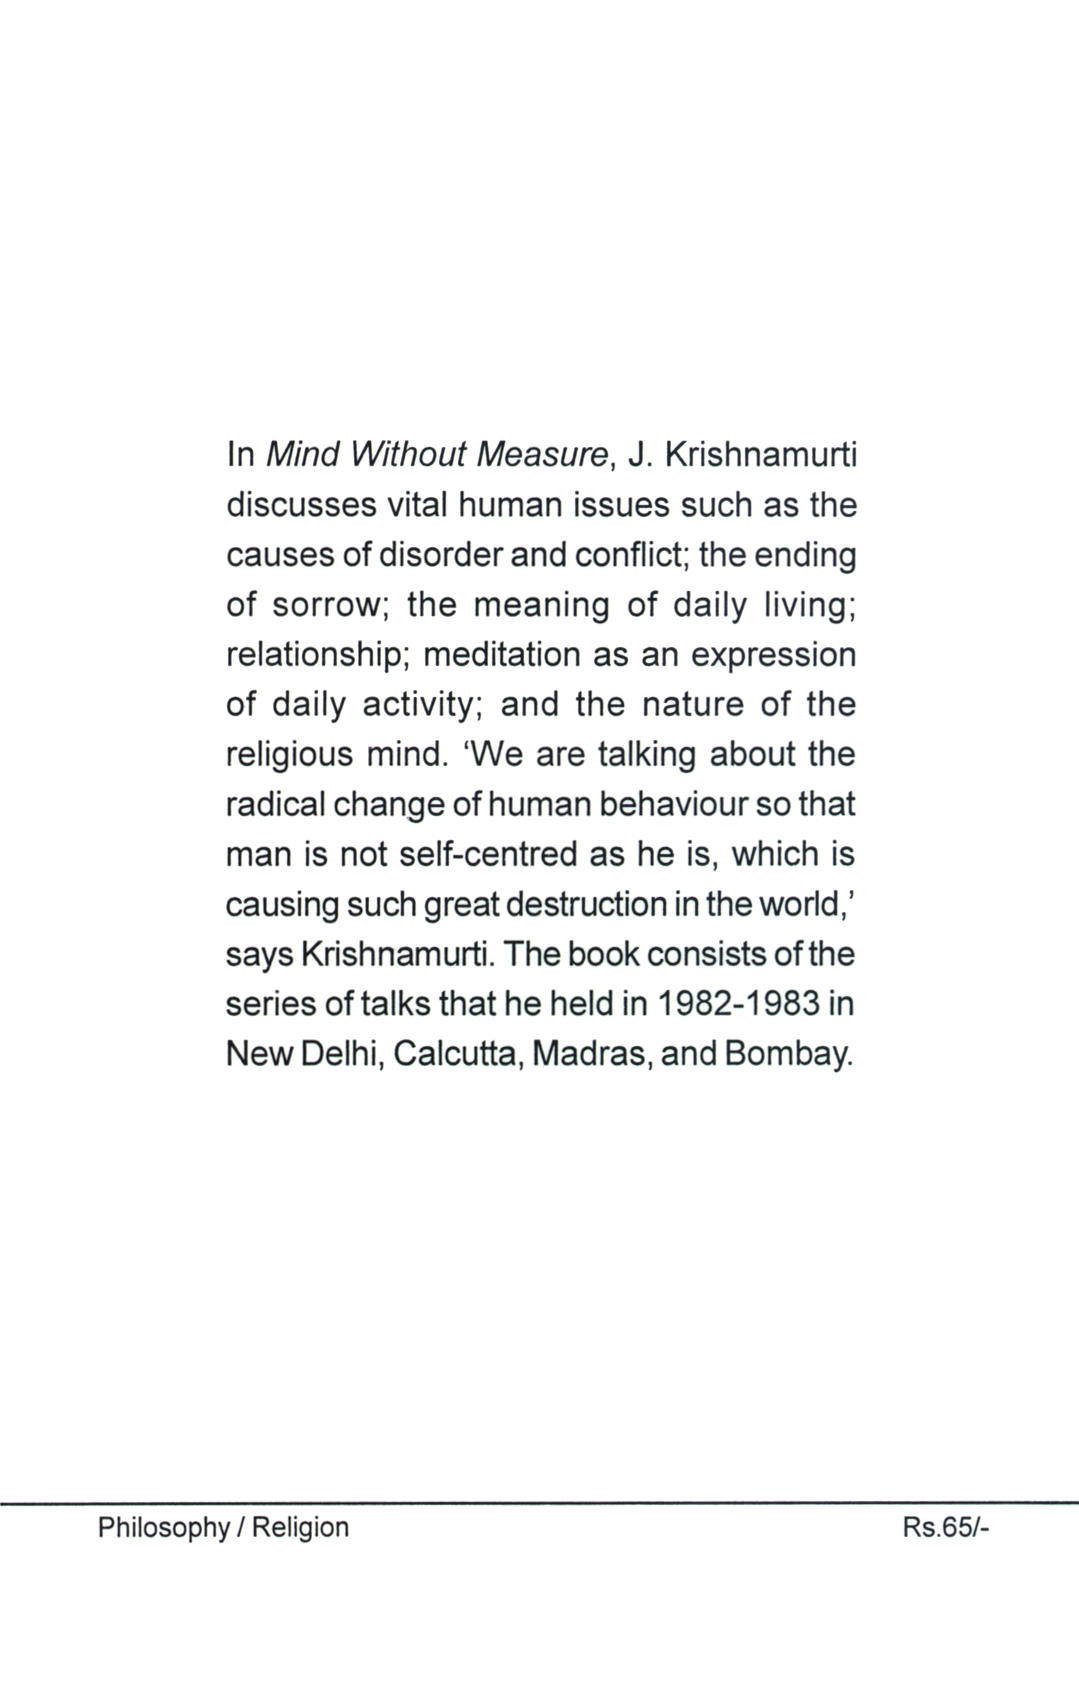 In Mind Without Measure, J. Krishnamurti
discusses vital human issues such as the
causes of disorder and conflict; the ending
of sorrow; the meaning of daily living;
relationship; meditation as an expression
of daily activity; and the nature of the
religious mind. ‘We are talking about the
radical change of human behaviour so that
man is not self-centred as he is, which is
causing such great destruction in the world,’
says Krishnamurti. The book consists of the
series of talks that he held in 1982-1983 in
New Delhi, Calcutta, Madras, and Bombay.
Philosophy / Religion
Rs.65/-